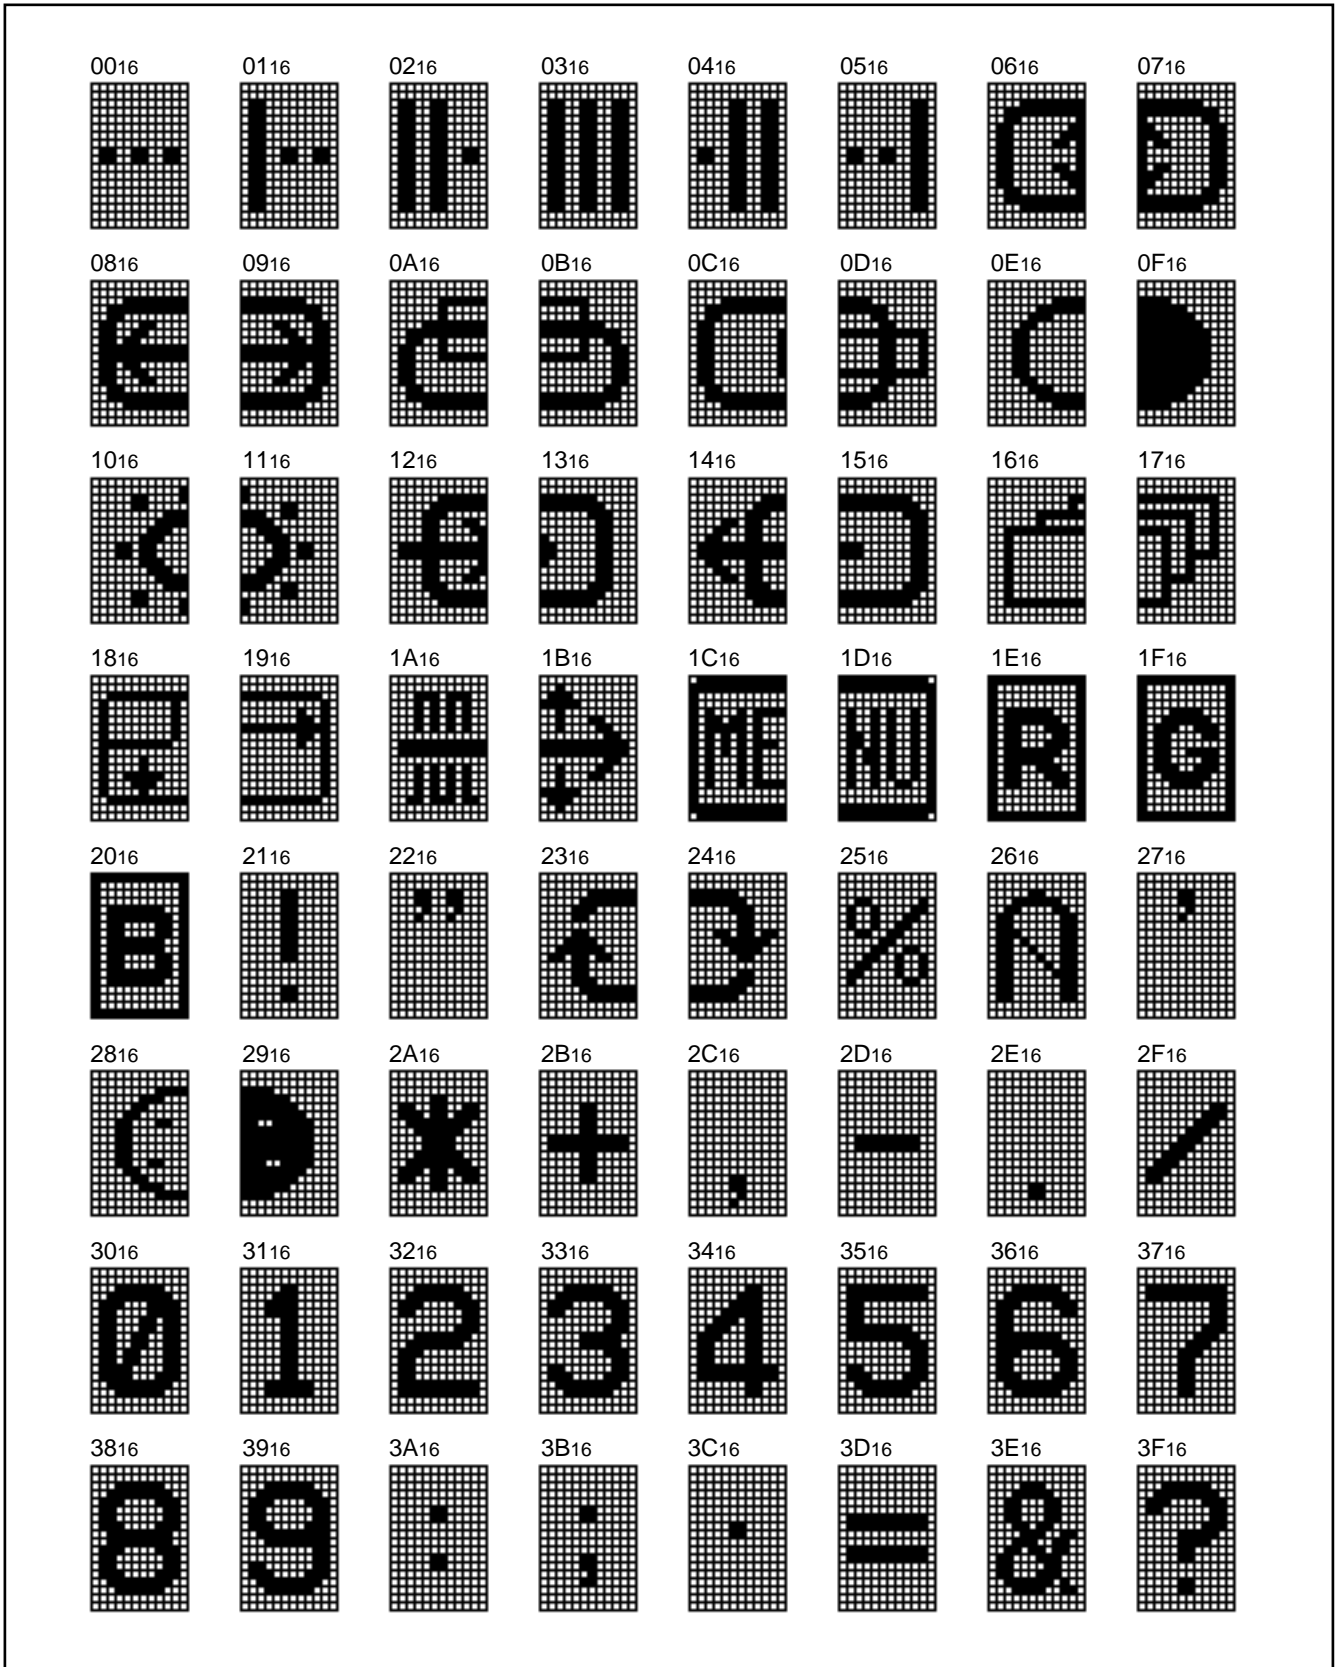 0016 0116 0216 0316 0416 0516 0616 0716
0816 0916 0A16 0B16 0C16 0D16 0E16 0F16
1016 1116 1216 1316 1416 1516 1616 1716
1816 1916 1A16 1B16 1C16 1D16 1E16 1F16
ME NU R G
2016 2116 2216 2316 2416 2516 2616 2716
B ! ” % ’
2816 2916 2A16 2B16 2C16 2D16 2E16 2F16
* + , - . /
3016 3116 3216 3316 3416 3516 3616 3716
0 1 2 3 4 5 6 7
3816 3916 3A16 3B16 3C16 3D16 3E16 3F16
8 9 : ; · = & ?